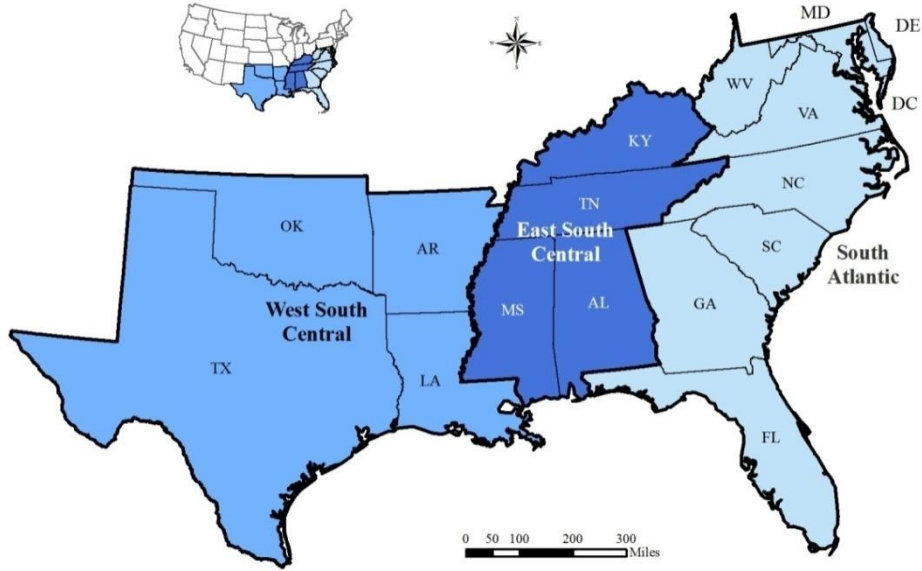 MD
DE
WV
DC
VA
KY
NC
TN
OK
AR
East South
Central
SC
South
Atlantic
West South
Central
MS
AL
GA
TX
LA
FL
0 50 100 200 300
Miles